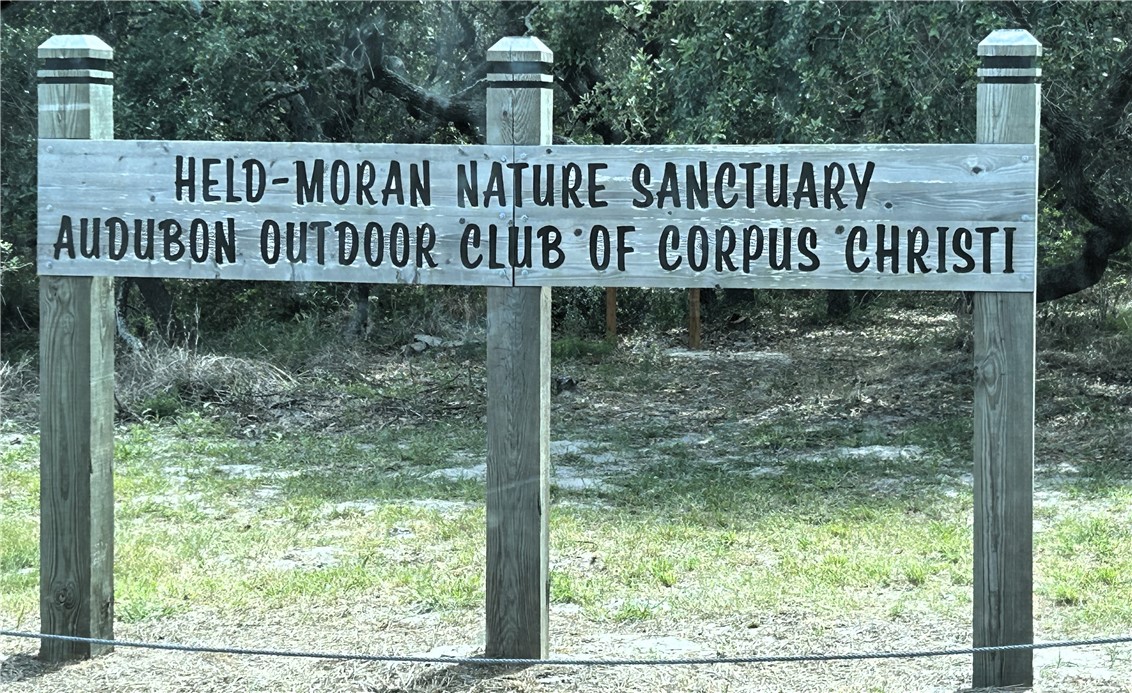 HELD-MORAN NATURE SANCTUARY
AUDUBON OUTDOOR CLUB OF CORPUS CHRISTI